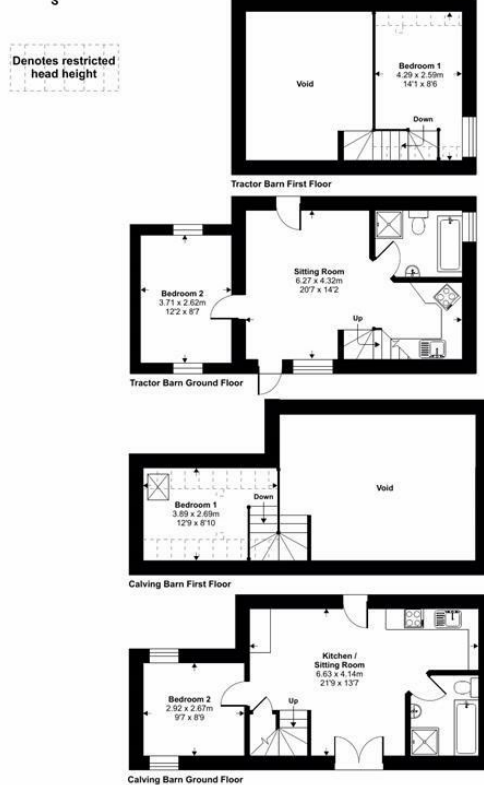 S
Denotes restricted
head height
Void
Bedroom 1
4.29 x 2.59m
14'1 x 8'6
Down
Tractor Barn First Floor
Bedroom 2
3.71 x 2.62m
12'2 x 8'7
Sitting Room
6.27 x 4.32m
20'7 x 14'2
Up
Tractor Barn Ground Floor
Bedroom 1
3.89 x 2.69m
12'9 x 8'10
Down
Void
Calving Barn First Floor
Kitchen /
Sitting Room
6.63 x 4.14m
21'9 x 13'7
Bedroom 2
2.92 x 2.67m
9'7 x 8'9
Up
Calving Barn Ground Floor